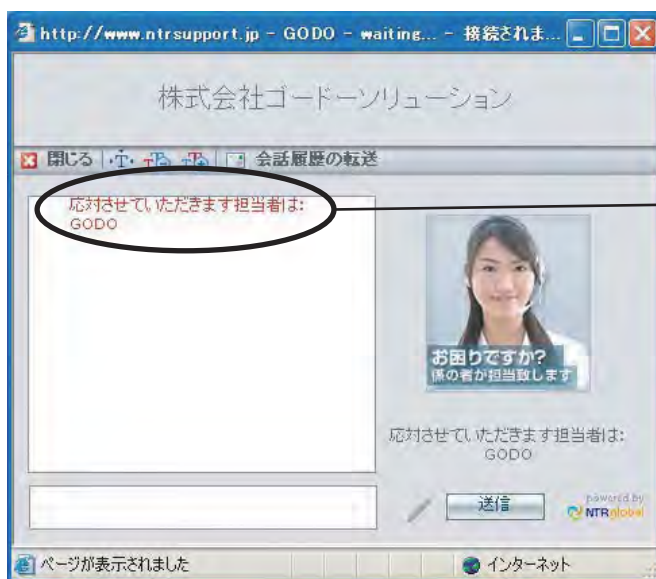 http://www.ntrsupport.jp - GODO - waiting... - 接続されま...
株式会社ゴードーソリューション
閉じる
会話履歴の転送
応対させていただきます担当者は:
GODO
お困りですか?
係の者が担当致します
応対させていただきます担当者は:
GODO
送信
powered by
NTRglobal
ページが表示されました
インターネット